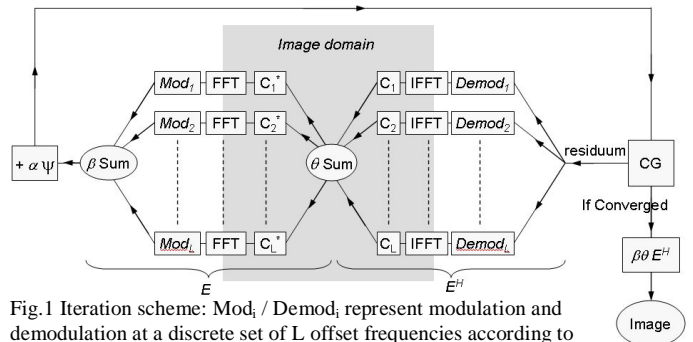 Image domain
Mod1 FFT C1* C1 IFFT Demod1
Mod2 FFT C2* C2 IFFT Demod2
residuum
+ α Ψ β Sum θ Sum CG
If Converged
ModL FFT CL* CL IFFT DemodL
βθ E^H
E E^H
Image
Fig.1 Iteration scheme: Modi / Demodi represent modulation and
demodulation at a discrete set of L offset frequencies according to